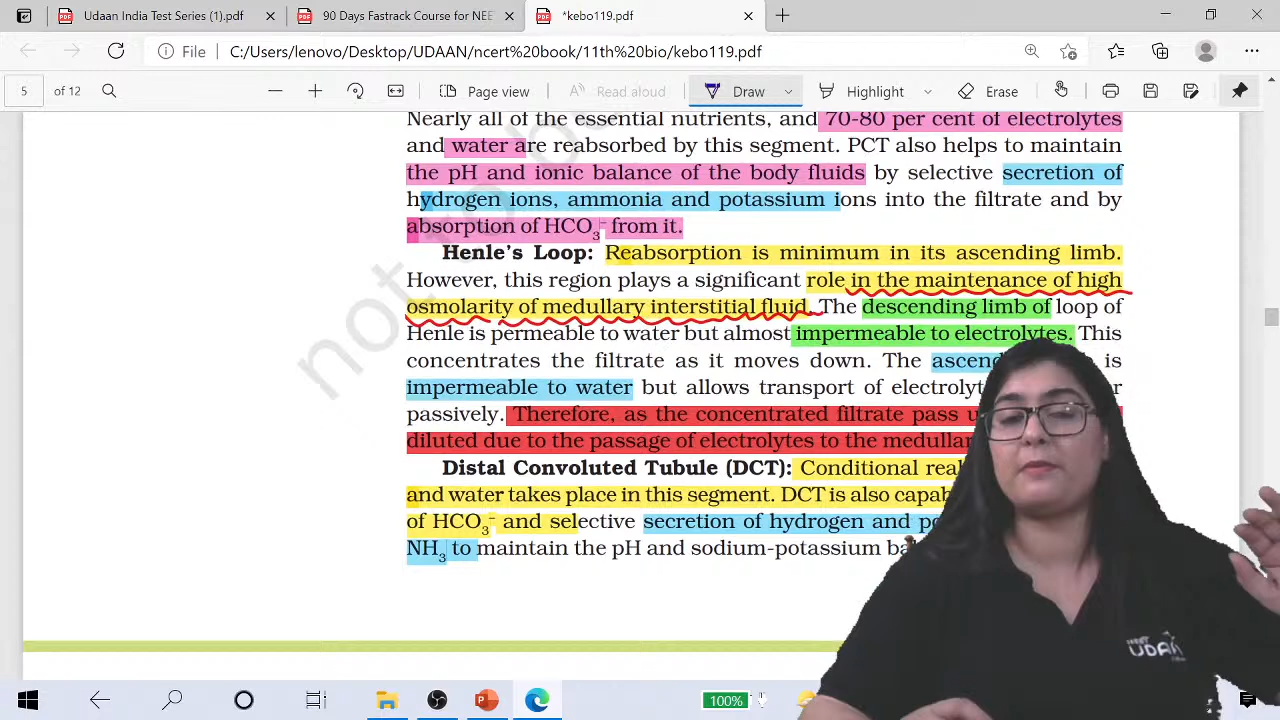 Udaan India Test Series (1).pdf
90 Days Fastrack Combined Cou
*kebo119.pdf
File C:/Users/lenovo/Desktop/UDAAN/ncert%20book/11th%20bio/kebo119.pdf
5 of 12 Page view Read aloud Draw Highlight Erase
Nearly all of the essential nutrients, and 70-80 per cent of electrolytes
and water are reabsorbed by this segment. PCT also helps to maintain
the pH and ionic balance of the body fluids by selective secretion of
hydrogen ions, ammonia and potassium ions into the filtrate and by
absorption of HCO3– from it.
Henle's Loop: Reabsorption is minimum in its ascending limb.
However, this region plays a significant role in the maintenance of high
osmolarity of medullary interstitial fluid. The descending limb of loop of
Henle is permeable to water but almost impermeable to electrolytes. This
concentrates the filtrate as it moves down. The ascend is
impermeable to water but allows transport of electrolyt
passively. Therefore, as the concentrated filtrate pass u
diluted due to the passage of electrolytes to the medullar
Distal Convoluted Tubule (DCT): Conditional rea
and water takes place in this segment. DCT is also capab
of HCO3– and selective secretion of hydrogen and po
NH3 to maintain the pH and sodium-potassium ba
not to b
UDAAN
100%